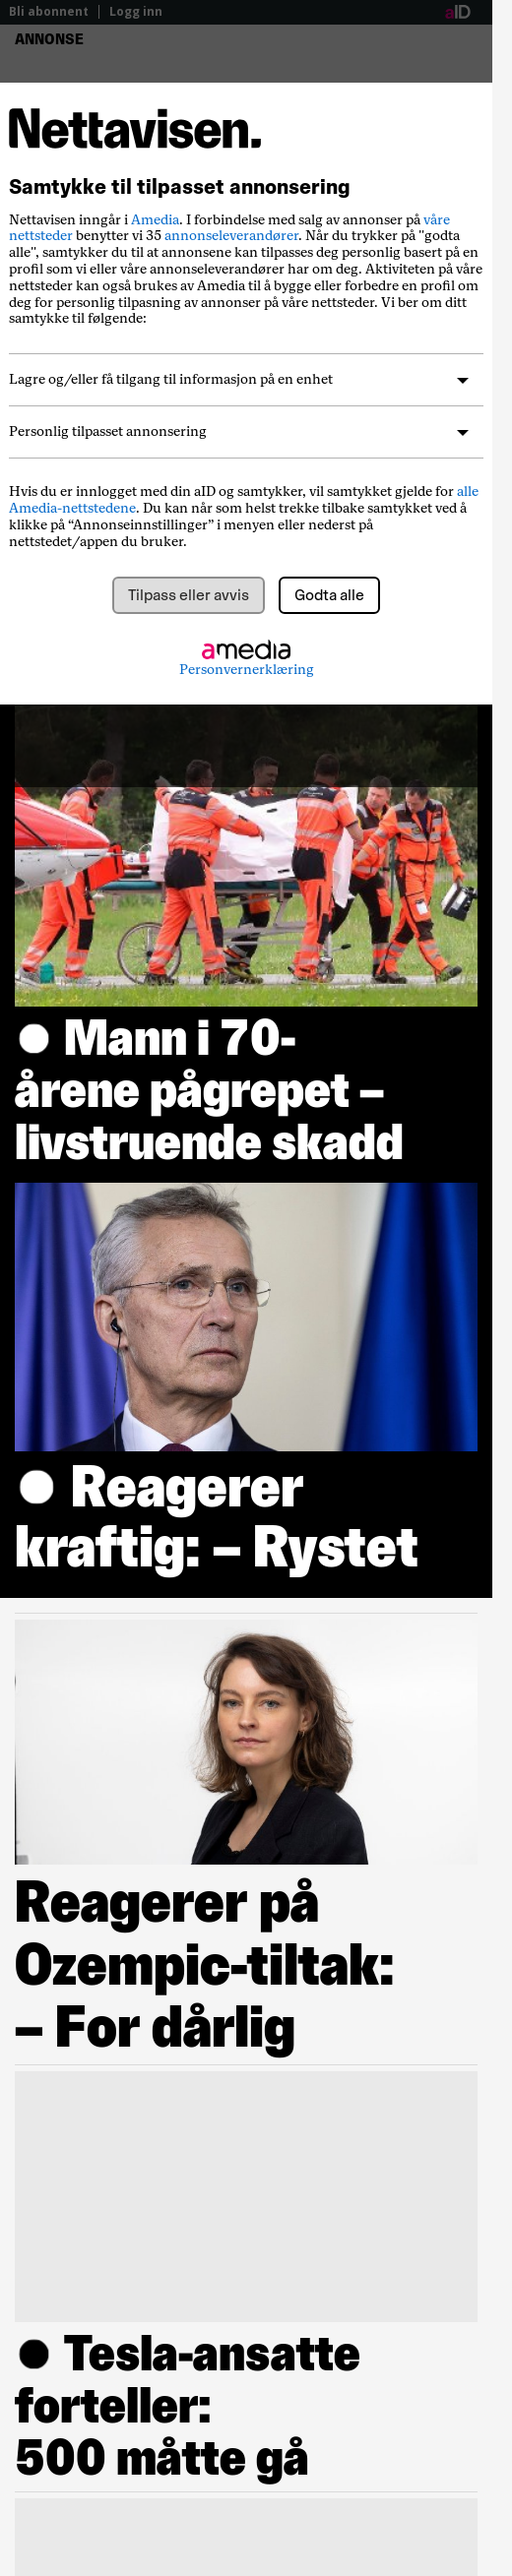 Bli abonnent | Logg inn aID
ANNONSE
Nettavisen.
Samtykke til tilpasset annonsering
Nettavisen inngår i Amedia. I forbindelse med salg av annonser på våre
nettsteder benytter vi 35 annonseleverandører. Når du trykker på "godta
alle", samtykker du til at annonsene kan tilpasses deg personlig basert på en
profil som vi eller våre annonseleverandører har om deg. Aktiviteten på våre
nettsteder kan også brukes av Amedia til å bygge eller forbedre en profil om
deg for personlig tilpasning av annonser på våre nettsteder. Vi ber om ditt
samtykke til følgende:
Lagre og/eller få tilgang til informasjon på en enhet
Personlig tilpasset annonsering
Hvis du er innlogget med din aID og samtykker, vil samtykket gjelde for alle
Amedia-nettstedene. Du kan når som helst trekke tilbake samtykket ved å
klikke på “Annonseinnstillinger” i menyen eller nederst på
nettstedet/appen du bruker.
Tilpass eller avvis Godta alle
amedia
Personvernerklæring
Mann i 70-
årene pågrepet –
livstruende skadd
Reagerer
kraftig: – Rystet
Reagerer på
Ozempic-tiltak:
– For dårlig
Tesla-ansatte
forteller:
500 måtte gå